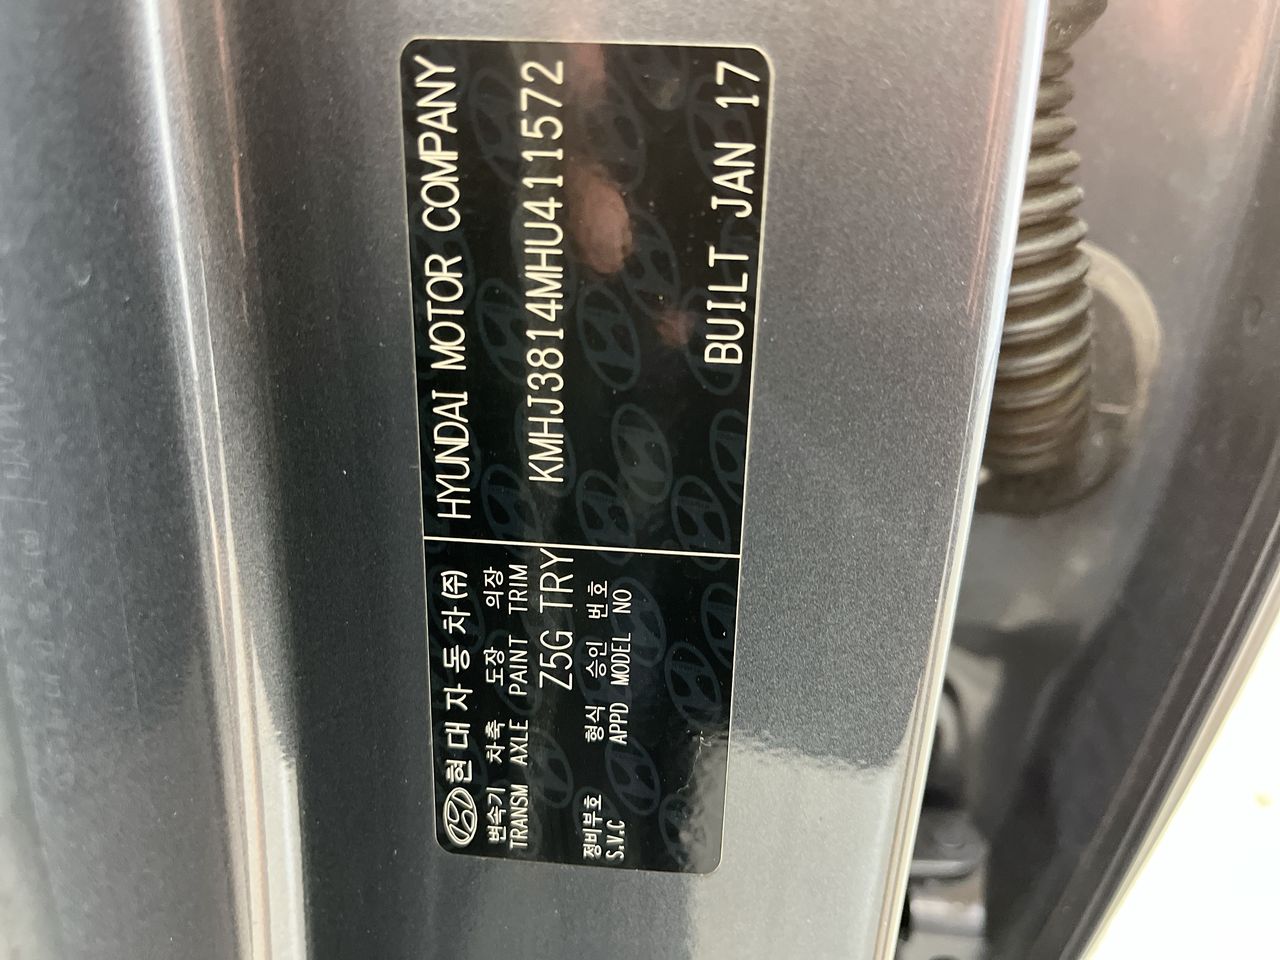 현대자동차(주)
HYUNDAI MOTOR COMPANY
변속기 차축 도장 의장
TRANSM AXLE PAINT TRIM
Z5G TRY
KMHJ3814MHU411572
정비부호 형식 승인 번호
S.V.C APPD MODEL NO
BUILT JAN 17